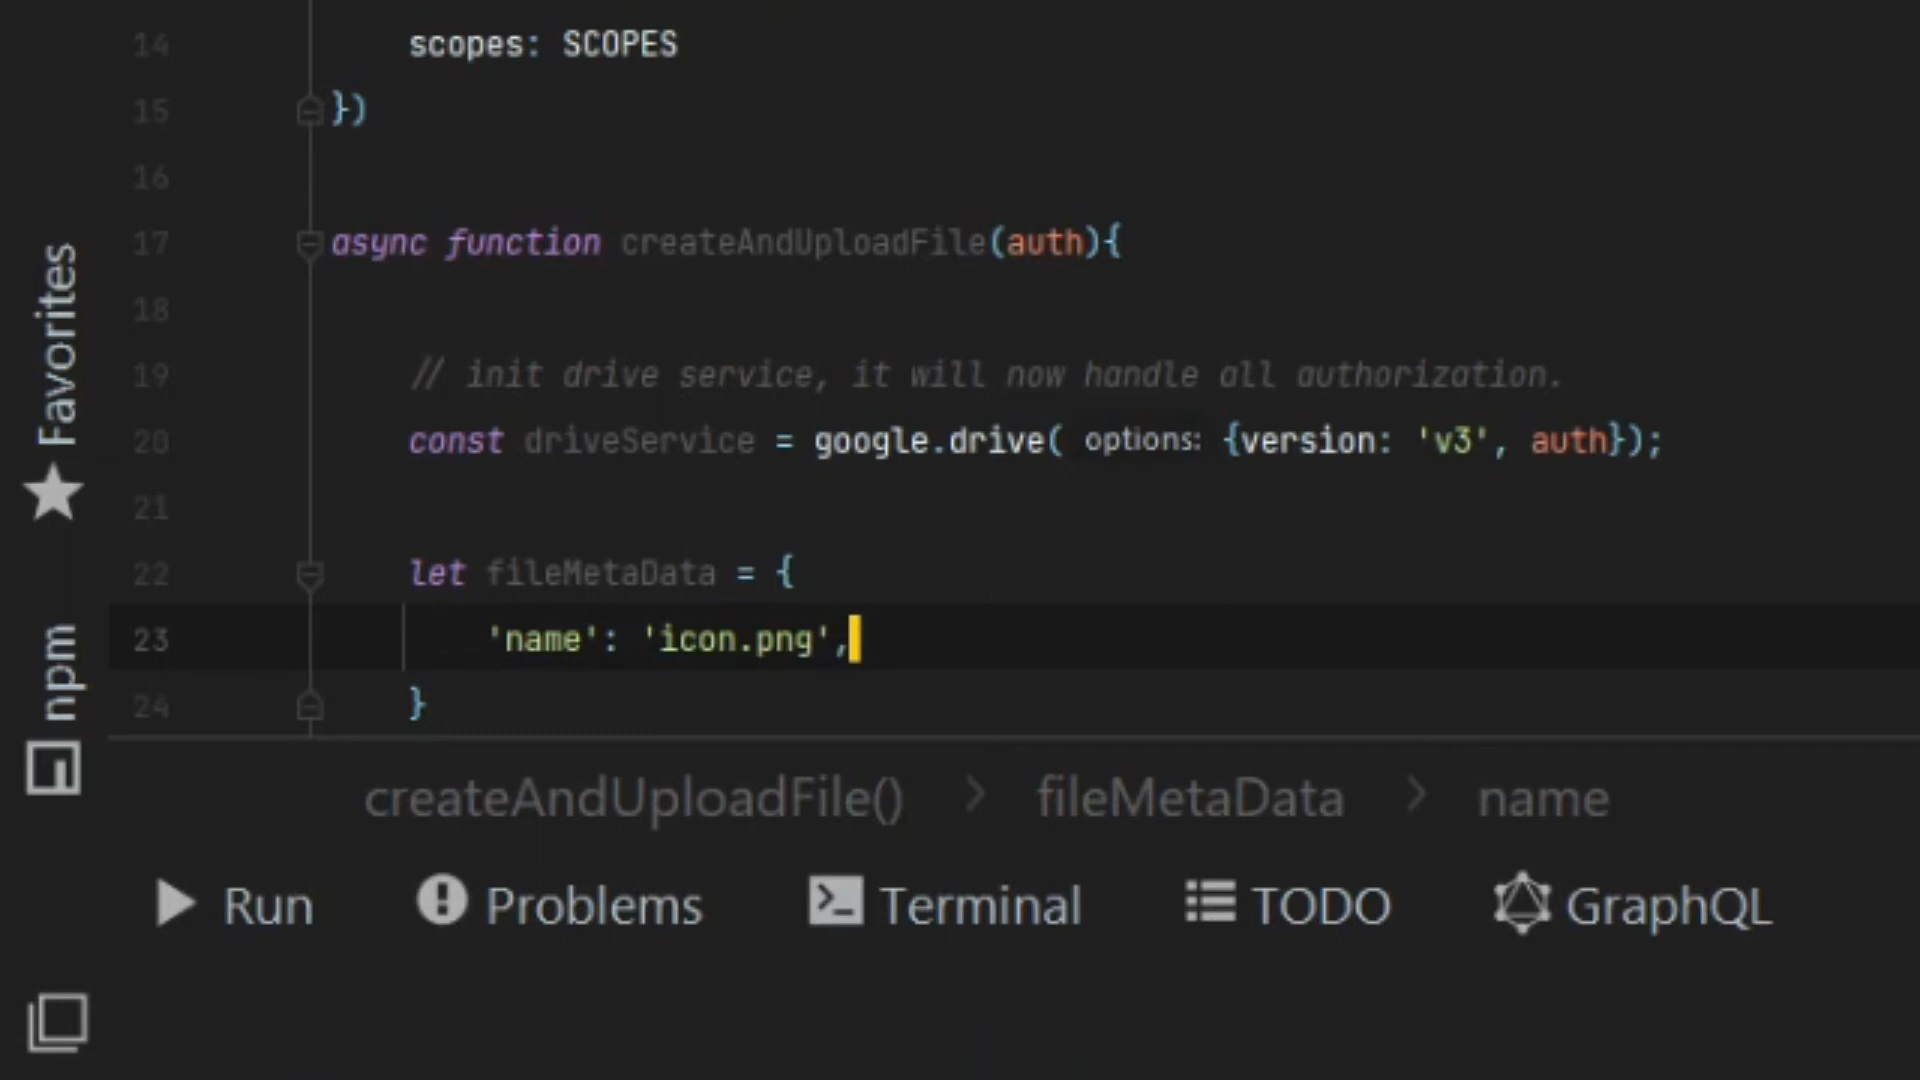 14 scopes: SCOPES
15 })
16
17 async function createAndUploadFile(auth){
18
19 // init drive service, it will now handle all authorization.
20 const driveService = google.drive( options: {version: 'v3', auth});
21
22 let fileMetaData = {
23 'name': 'icon.png',
24 }
createAndUploadFile() > fileMetaData > name
Run Problems Terminal TODO GraphQL
Favorites
npm